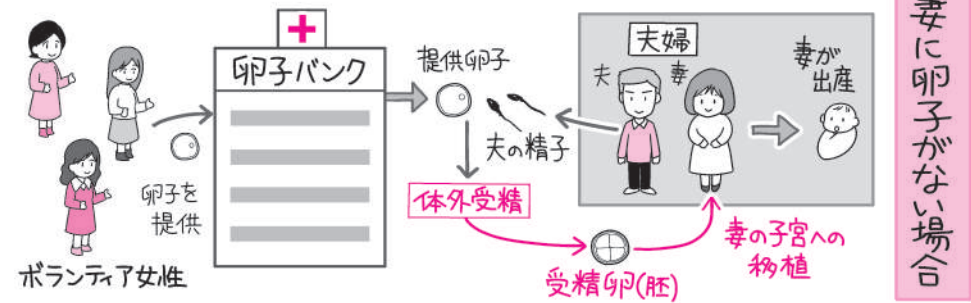 妻に卵子がない場合
ボランティア女性
卵子を
提供
卵子バンク
提供卵子
夫の精子
体外受精
受精卵(胚)
妻の子宮への
移植
夫婦
夫
妻
妻が
出産